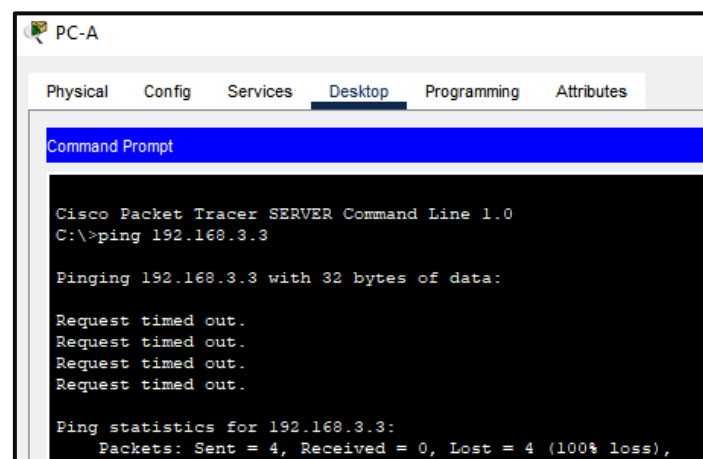 PC-A
Physical Config Services Desktop Programming Attributes
Command Prompt
Cisco Packet Tracer SERVER Command Line 1.0
C:\>ping 192.168.3.3
Pinging 192.168.3.3 with 32 bytes of data:
Request timed out.
Request timed out.
Request timed out.
Request timed out.
Ping statistics for 192.168.3.3:
Packets: Sent = 4, Received = 0, Lost = 4 (100% loss),